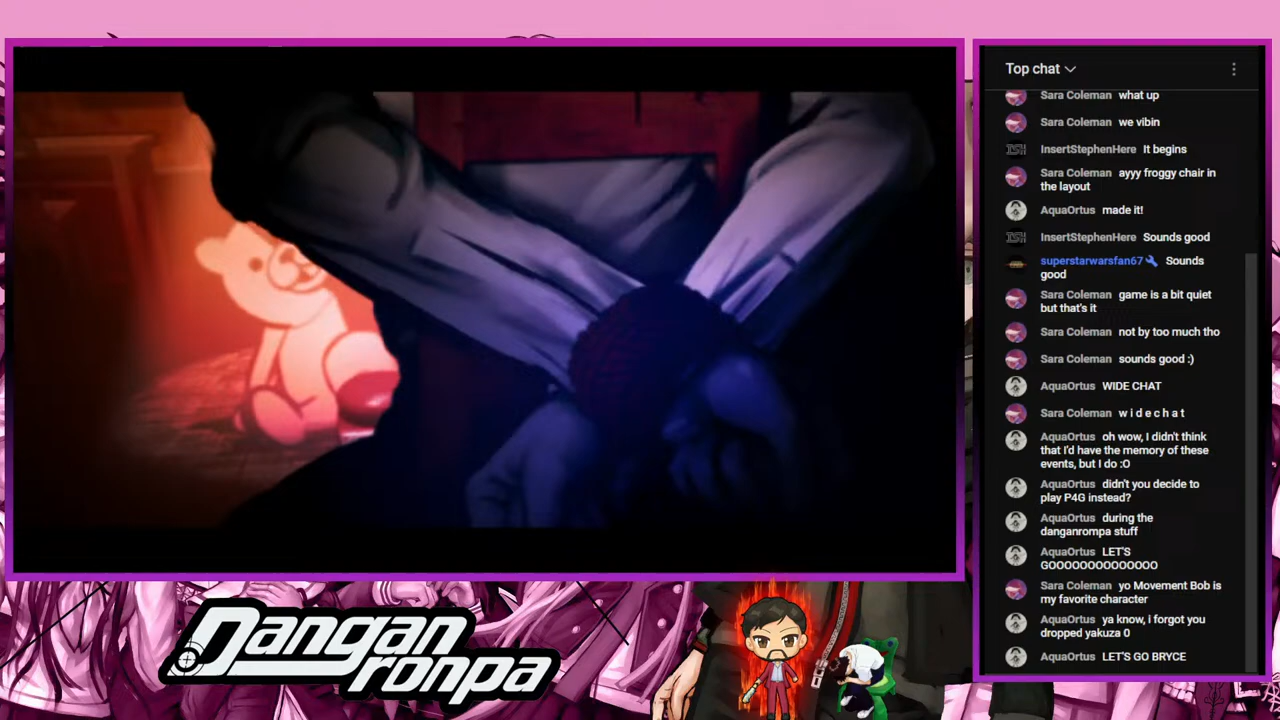 Top chat
Sara Coleman what up
Sara Coleman we vibin
InsertStephenHere It begins
Sara Coleman ayyy froggy chair in
the layout
AquaOrtus made it!
InsertStephenHere Sounds good
superstarwarsfan67 Sounds
good
Sara Coleman game is a bit quiet
but that's it
Sara Coleman not by too much tho
Sara Coleman sounds good :)
AquaOrtus WIDE CHAT
Sara Coleman w i d e c h a t
AquaOrtus oh wow, I didn't think
that I'd have the memory of these
events, but I do :O
AquaOrtus didn't you decide to
play P4G instead?
AquaOrtus during the
danganrompa stuff
AquaOrtus LET'S
GOOOOOOOOOOOOOO
Sara Coleman yo Movement Bob is
my favorite character
AquaOrtus ya know, i forgot you
dropped yakuza 0
AquaOrtus LET'S GO BRYCE
Dangan
ronpa